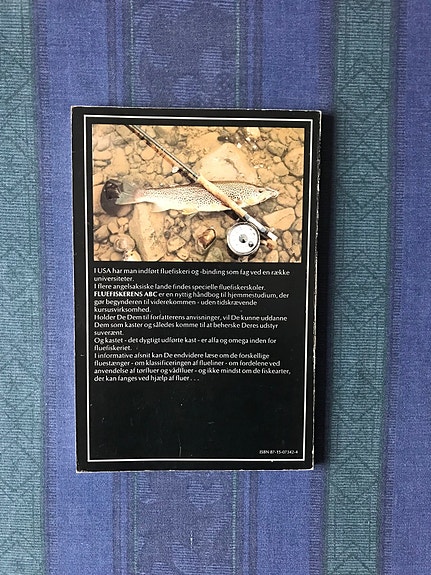 I USA har man indført fluefiskeri og -binding som fag ved en række
universiteter.
I flere angelsaksiske lande findes specielle fluefiskerskoler.
FLUEFISKERENS ABC er en nyttig håndbog til hjemmestudium, der
gør begynderen til viderekommen - uden tidskrævende
kursusvirksomhed.
Holder De Dem til forfatterens anvisninger, vil De kunne uddanne
Dem som kaster og således komme til at beherske Deres udstyr
suverænt.
Og kastet - det dygtigt udførte kast - er alfa og omega inden for
fluefiskeriet.
I informative afsnit kan De endvidere læse om de forskellige
fluestænger - om klassificeringen af flueliner - om fordelene ved
anvendelse af tørfluer og vådfluer - og ikke mindst om de fiskearter,
der kan fanges ved hjælp af fluer . . .
ISBN 87-15-07342-4